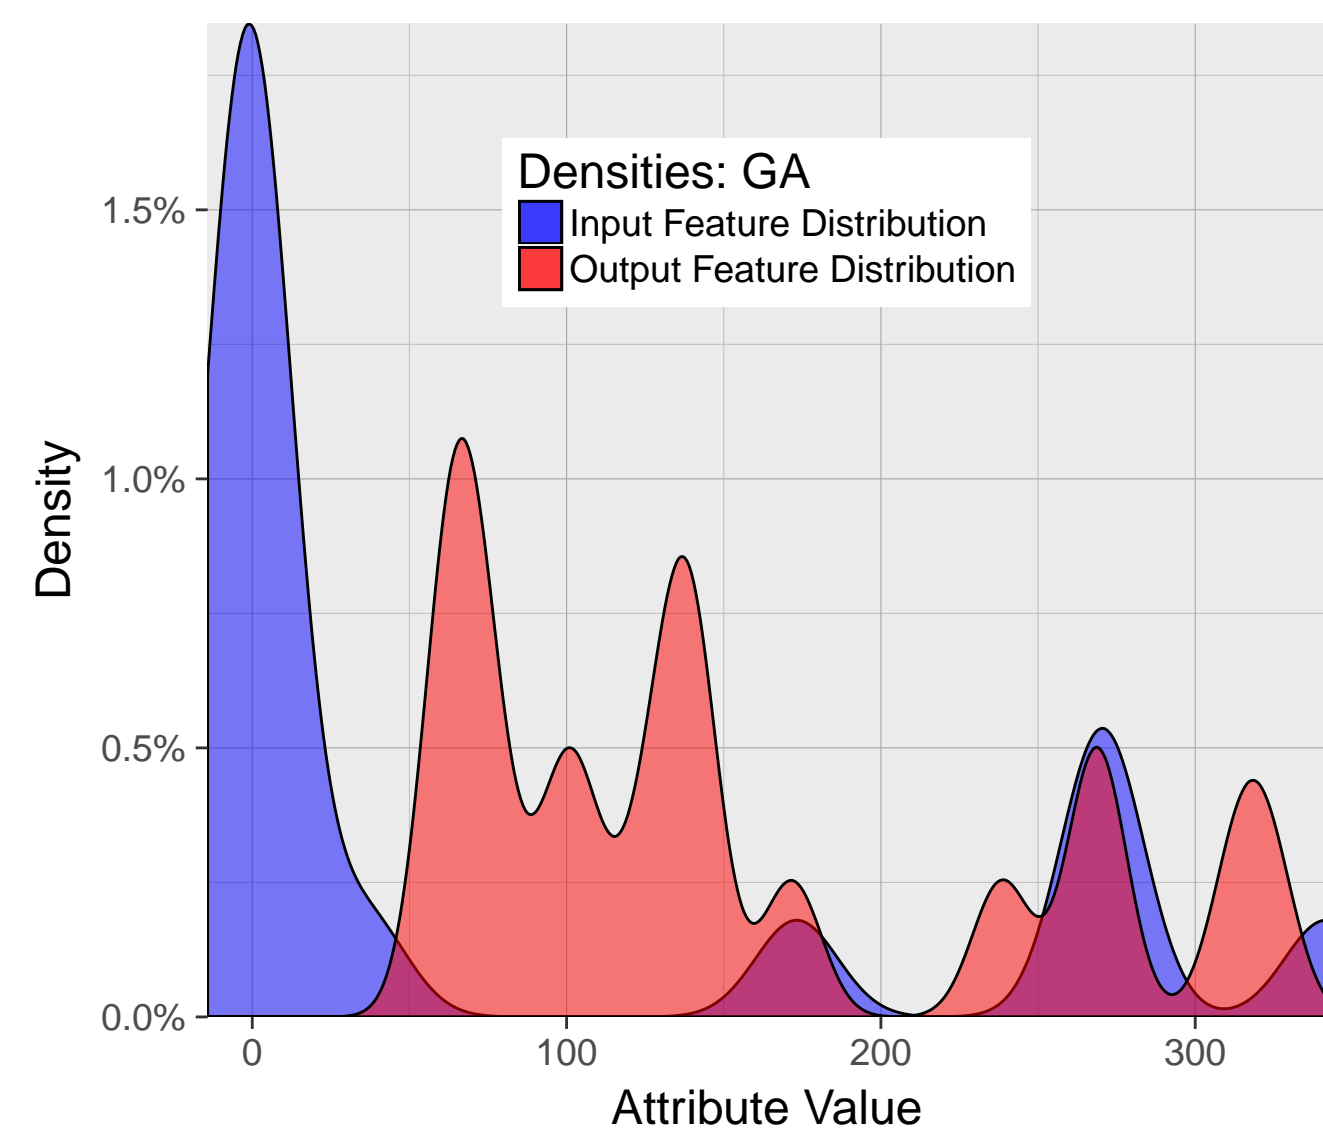 Densities: GA
Input Feature Distribution
Output Feature Distribution
1.5%
1.0%
0.5%
0.0%
Density
0 100 200 300
Attribute Value